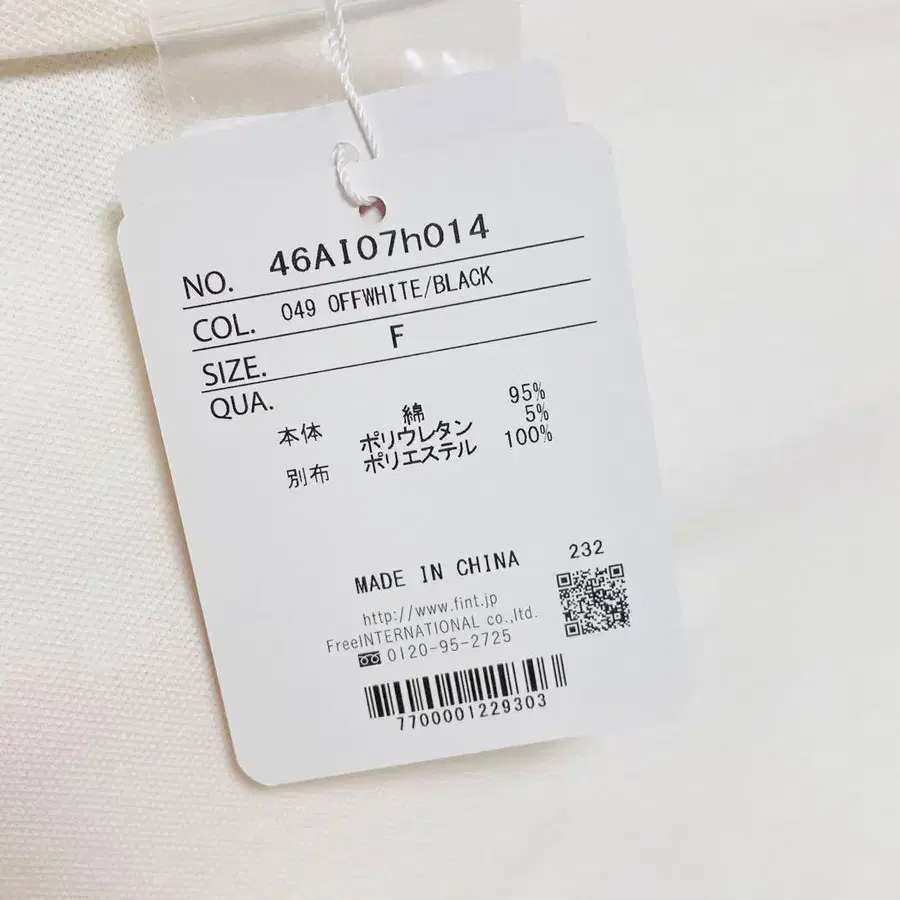 NO. 46AI07h014
COL. 049 OFFWHITE/BLACK
SIZE. F
QUA.
本体 綿 95%
ポリウレタン 5%
別布 ポリエステル 100%
MADE IN CHINA 232
http://www.fint.jp
FreeINTERNATIONAL co.,ltd.
0120-95-2725
7700001229303